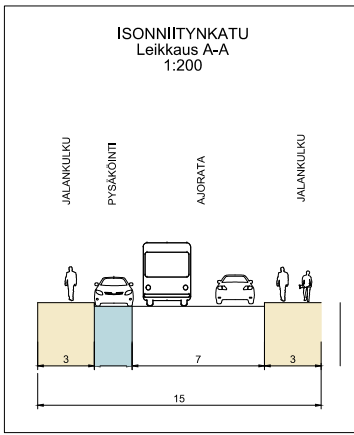 ISONNIITYNKATU
Leikkaus A-A
1:200
JALANKULKU
PYSÄKÖINTI
AJORATA
JALANKULKU
3
7
3
15